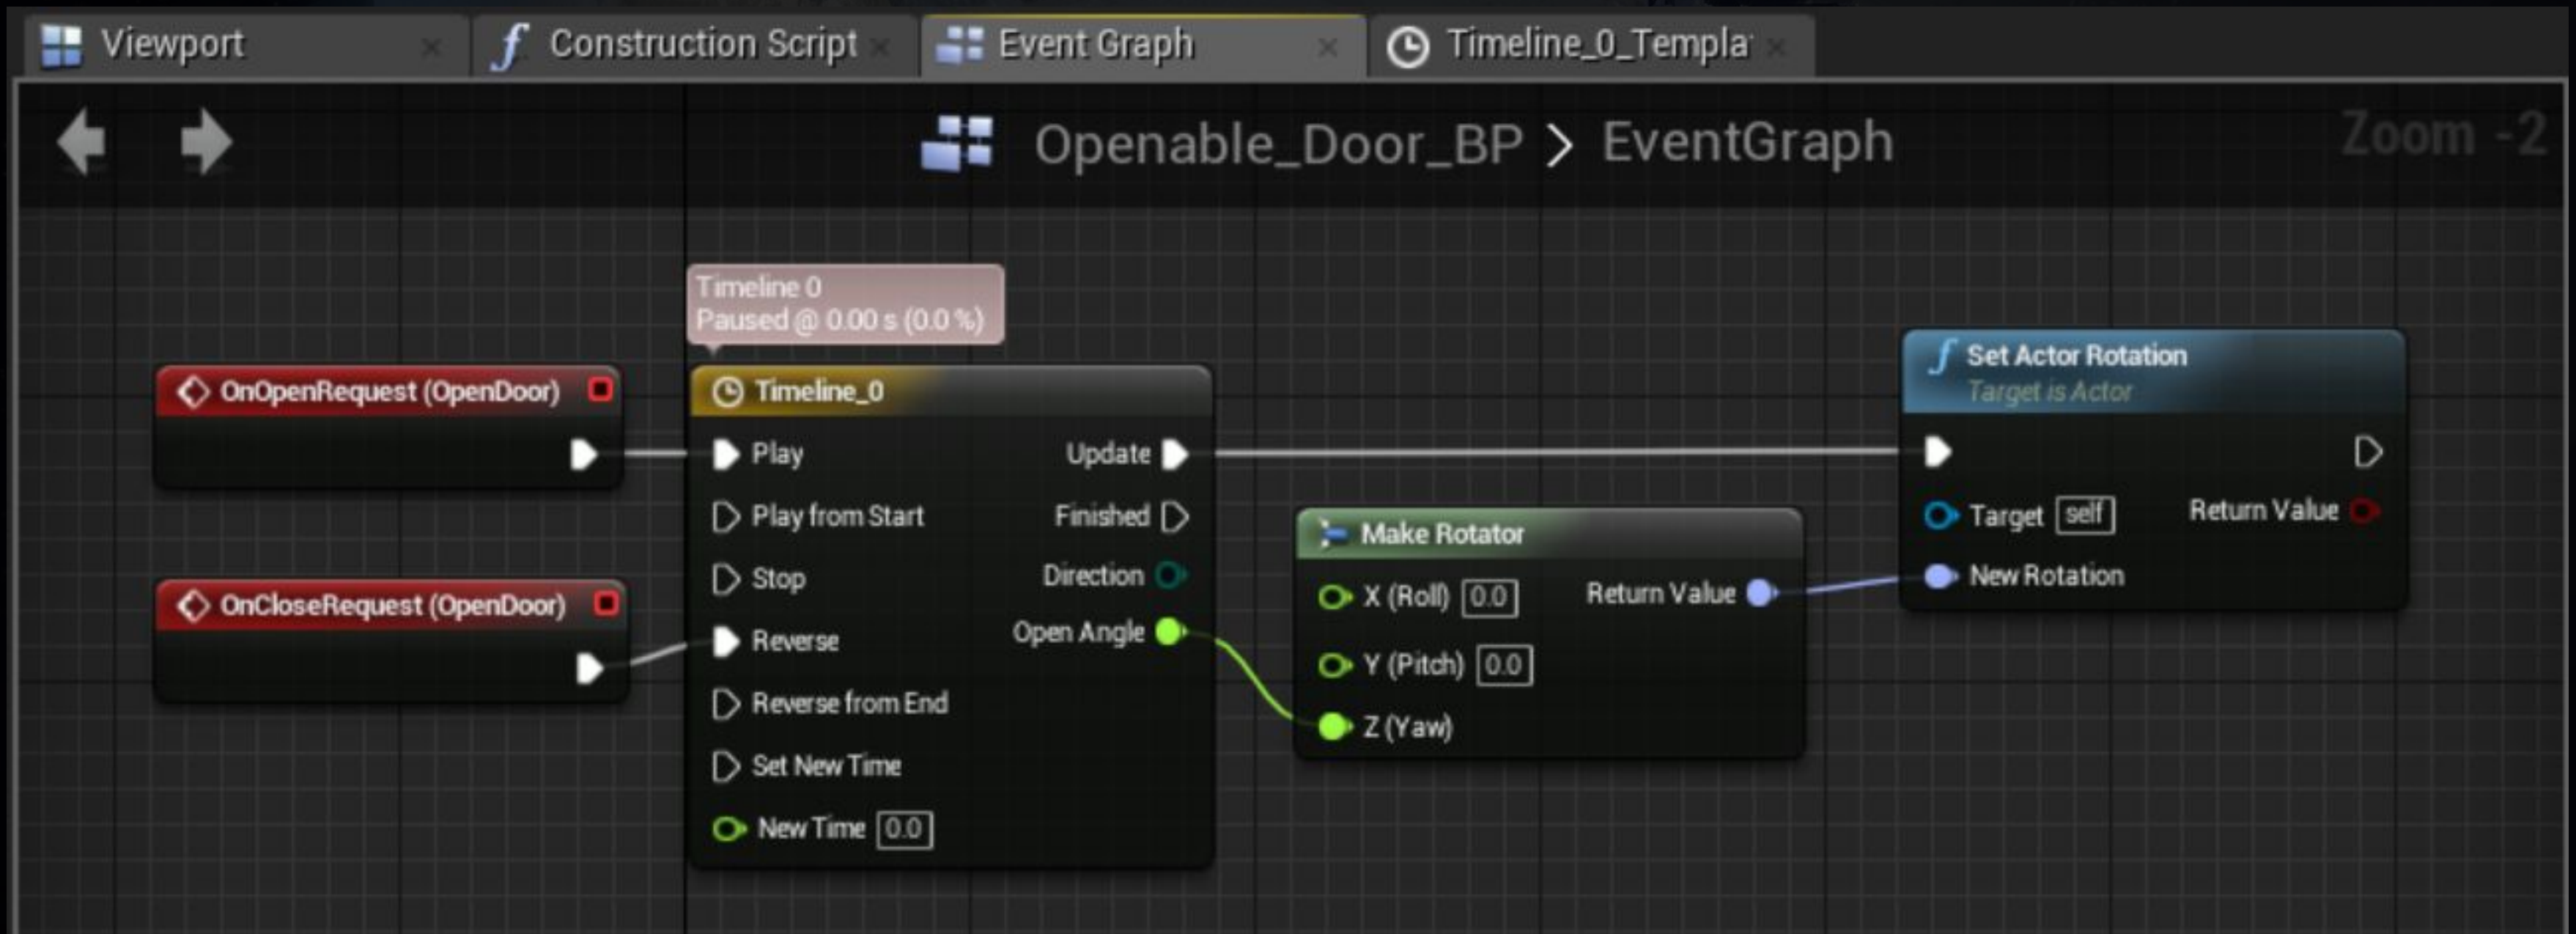 Viewport
Construction Script
Event Graph
Timeline_0_Templa
Openable_Door_BP > EventGraph
Zoom -2
Timeline 0
Paused @ 0.00 s (0.0 %)
OnOpenRequest (OpenDoor)
OnCloseRequest (OpenDoor)
Timeline_0
Play
Update
Play from Start
Finished
Stop
Direction
Reverse
Open Angle
Reverse from End
Set New Time
New Time 0.0
Make Rotator
X (Roll) 0.0
Return Value
Y (Pitch) 0.0
Z (Yaw)
Set Actor Rotation
Target is Actor
Target self
Return Value
New Rotation